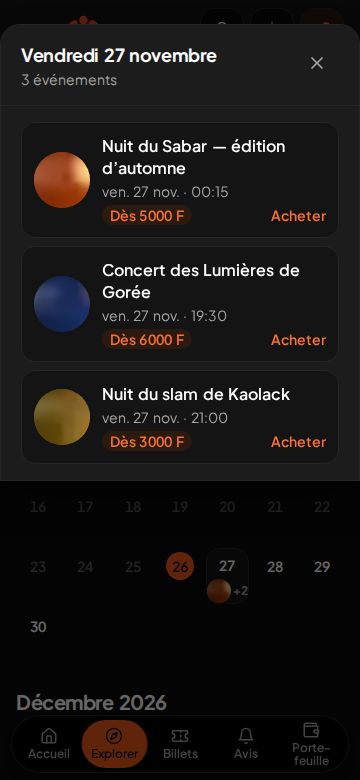 Vendredi 27 novembre
3 événements
Nuit du Sabar — édition
d’automne
ven. 27 nov. · 00:15
Dès 5000 F
Acheter
Concert des Lumières de
Gorée
ven. 27 nov. · 19:30
Dès 6000 F
Acheter
Nuit du slam de Kaolack
ven. 27 nov. · 21:00
Dès 3000 F
Acheter
16 17 18 19 20 21 22
23 24 25 26 27 28 29
+2
30
Décembre 2026
Accueil
Explorer
Billets
Avis
Porte-
feuille